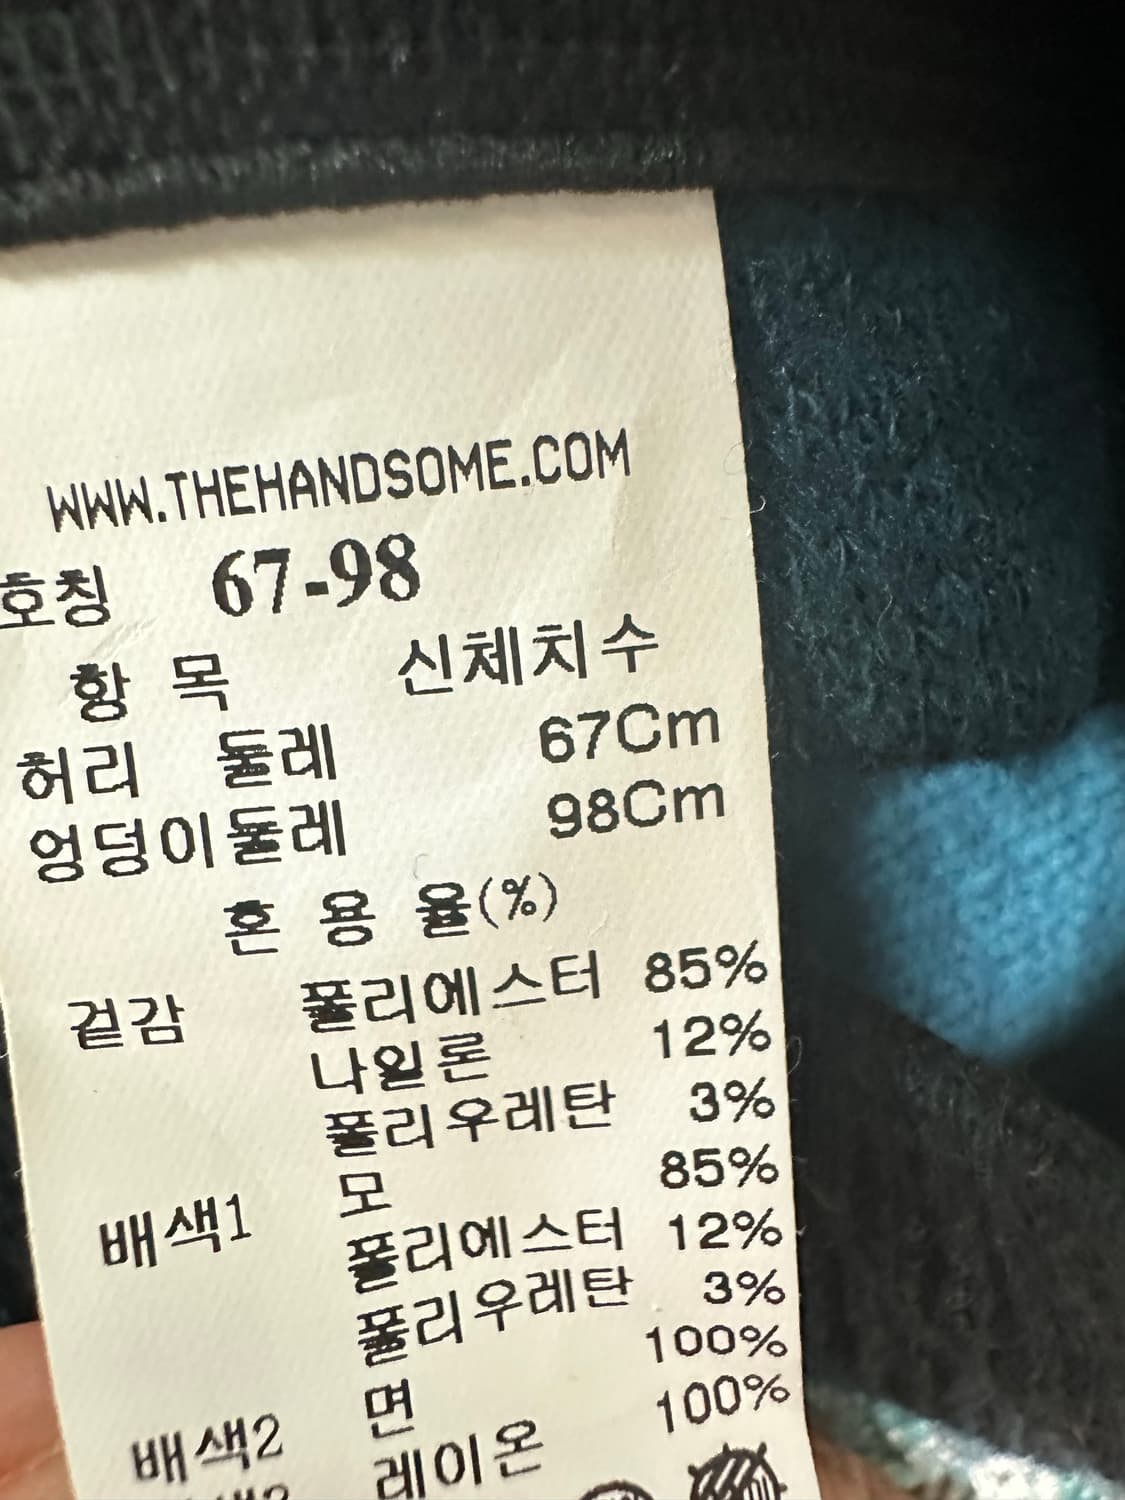 WWW.THEHANDSOME.COM
호칭 67-98
항 목 신체치수
허리 둘레 67Cm
엉덩이둘레 98Cm
혼 용 율(%)
겉감 폴리에스터 85%
나일론 12%
폴리우레탄 3%
배색1 모 85%
폴리에스터 12%
폴리우레탄 3%
배색2 면 100%
레이온 100%